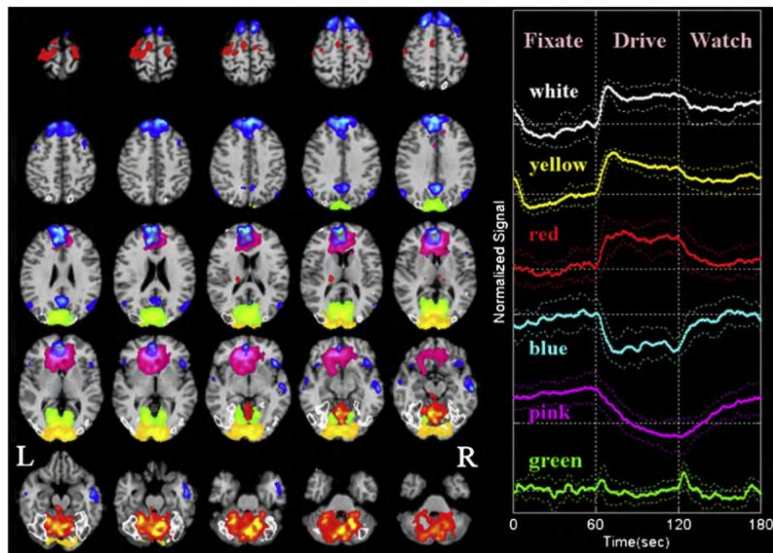 Fixate Drive Watch
white
yellow
red
blue
pink
green
Normalized Signal
L R
0 60 120 180
Time(sec)